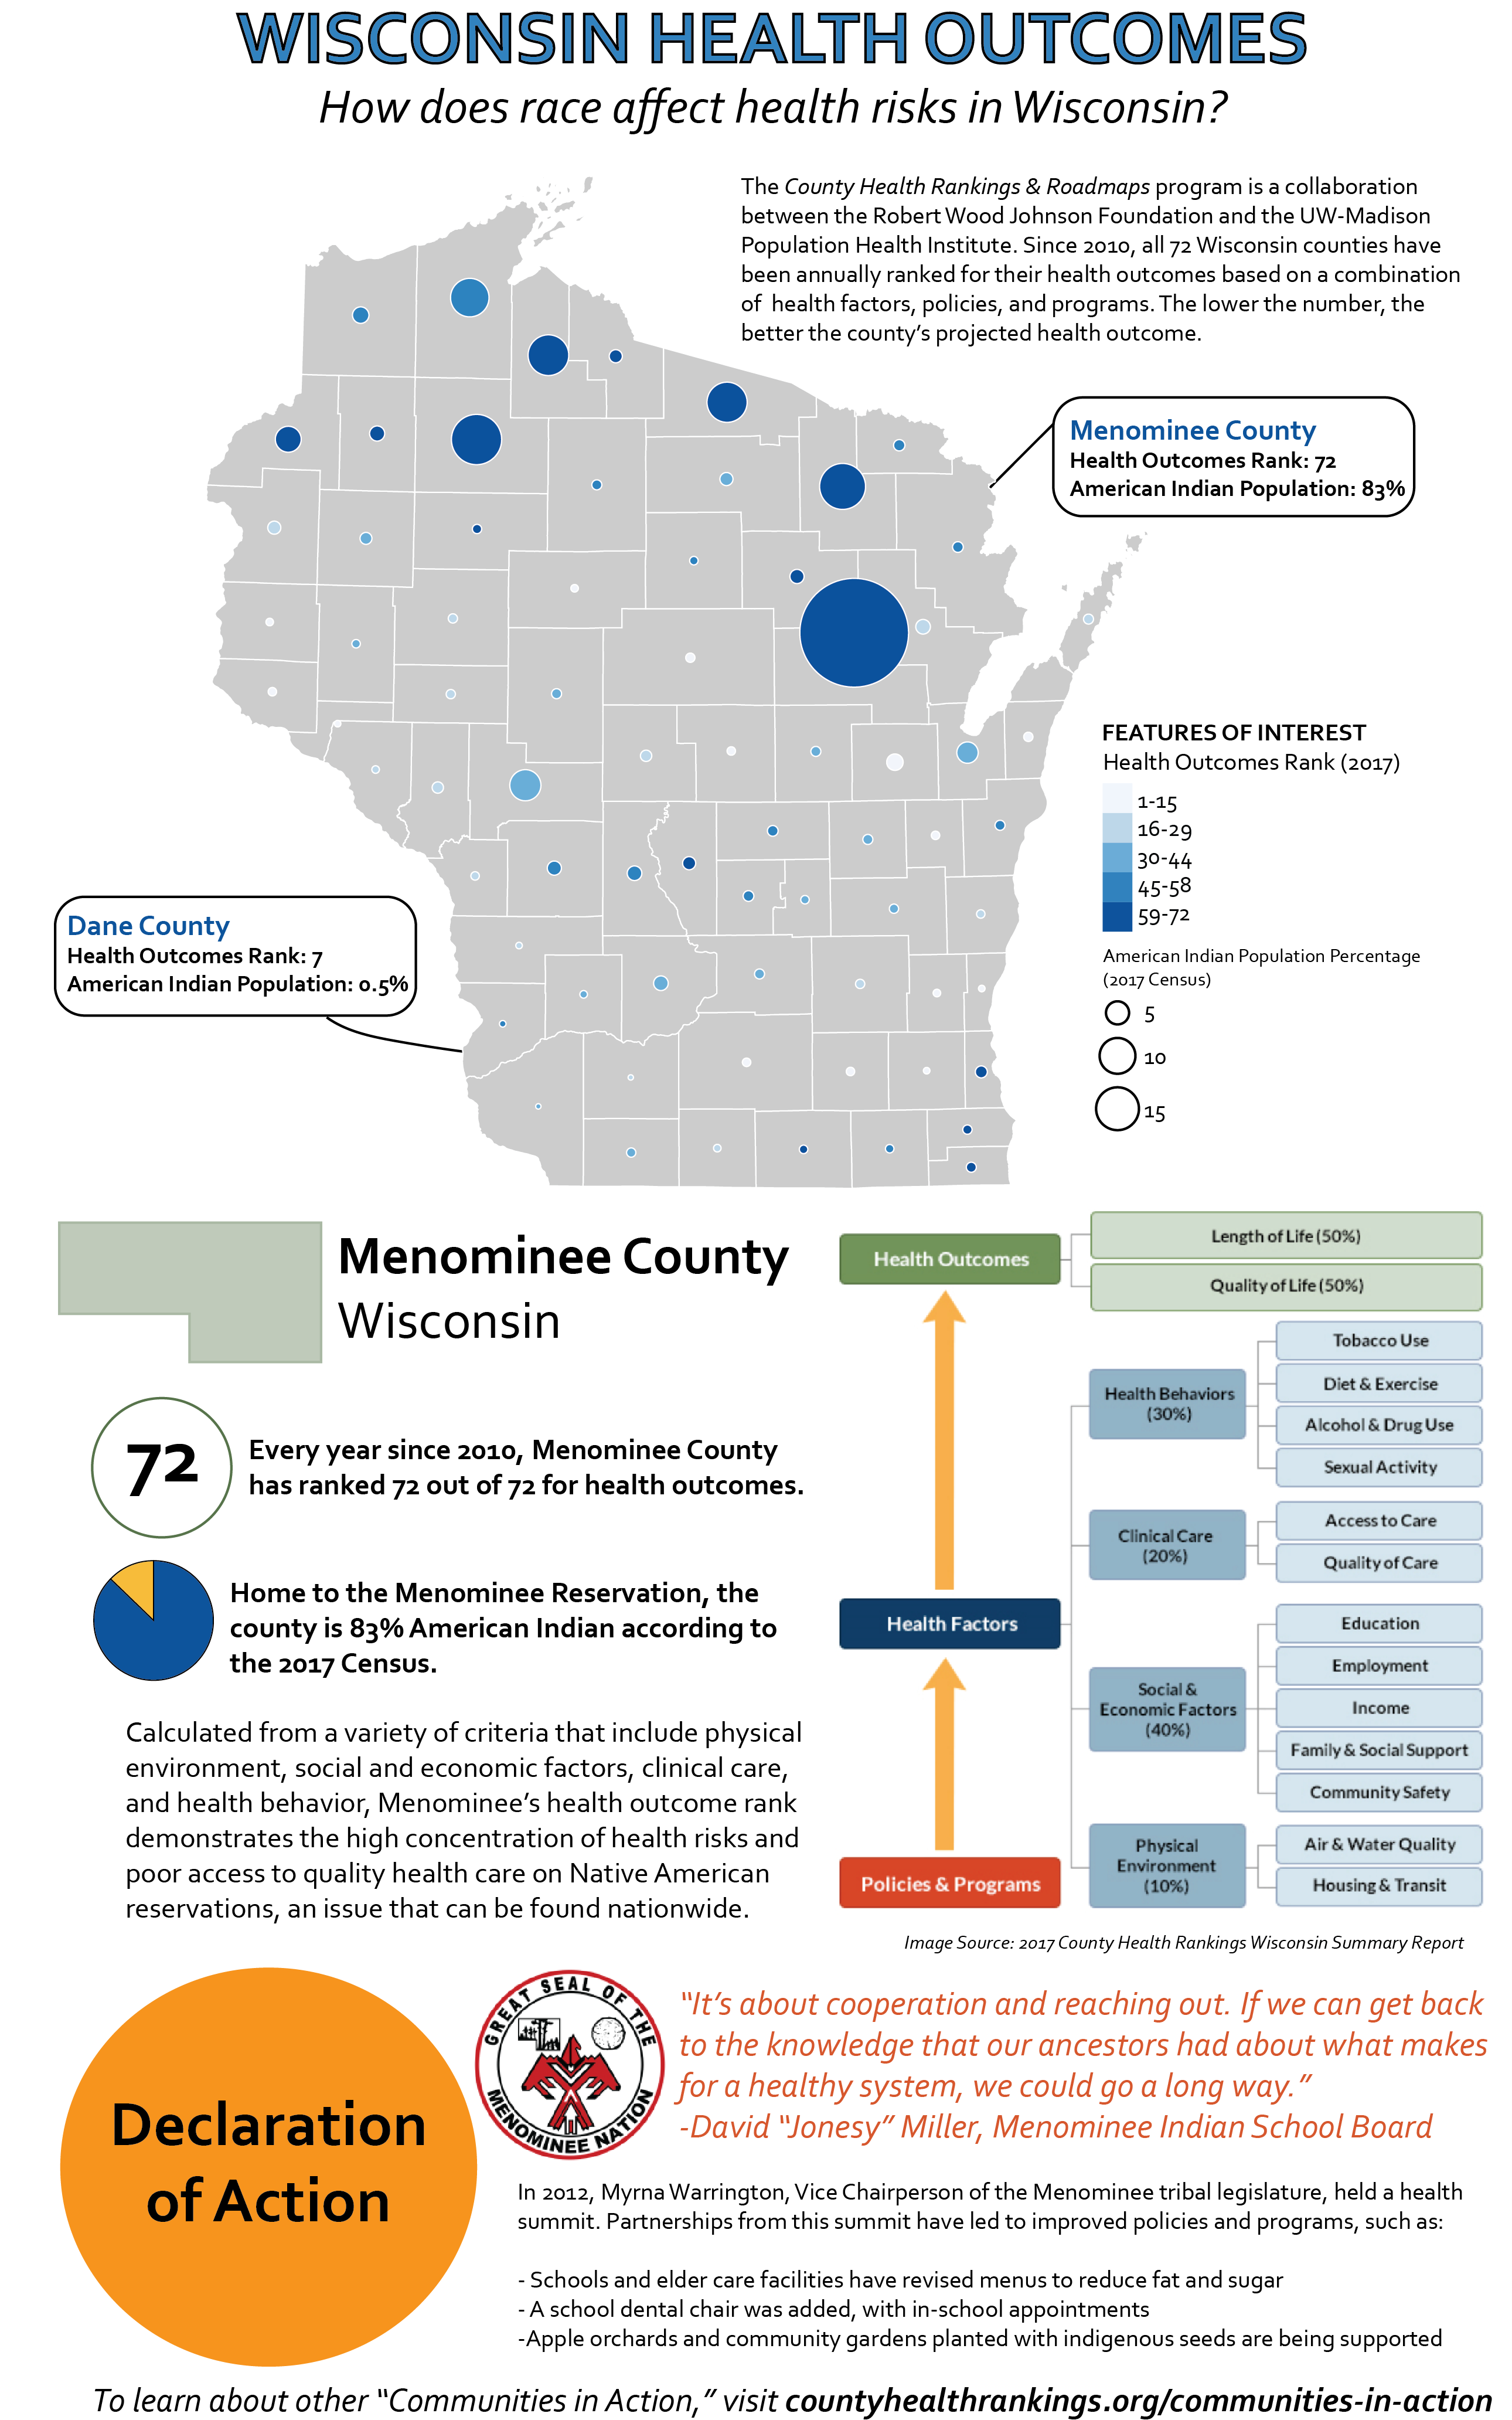 WISCONSIN HEALTH OUTCOMES
How does race affect health risks in Wisconsin?
The County Health Rankings & Roadmaps program is a collaboration
between the Robert Wood Johnson Foundation and the UW-Madison
Population Health Institute. Since 2010, all 72 Wisconsin counties have
been annually ranked for their health outcomes based on a combination
of health factors, policies, and programs. The lower the number, the
better the county's projected health outcome.
Menominee County
Health Outcomes Rank: 72
American Indian Population: 83%
FEATURES OF INTEREST
Health Outcomes Rank (2017)
1-15
16-29
30-44
45-58
59-72
American Indian Population Percentage
(2017 Census)
5
10
15
Dane County
Health Outcomes Rank: 7
American Indian Population: 0.5%
Menominee County
Wisconsin
72
Every year since 2010, Menominee County
has ranked 72 out of 72 for health outcomes.
Home to the Menominee Reservation, the
county is 83% American Indian according to
the 2017 Census.
Calculated from a variety of criteria that include physical
environment, social and economic factors, clinical care,
and health behavior, Menominee's health outcome rank
demonstrates the high concentration of health risks and
poor access to quality health care on Native American
reservations, an issue that can be found nationwide.
Health Outcomes
Length of Life (50%)
Quality of Life (50%)
Health Factors
Health Behaviors
(30%)
Tobacco Use
Diet & Exercise
Alcohol & Drug Use
Sexual Activity
Clinical Care
(20%)
Access to Care
Quality of Care
Social &
Economic Factors
(40%)
Education
Employment
Income
Family & Social Support
Community Safety
Physical
Environment
(10%)
Air & Water Quality
Housing & Transit
Policies & Programs
Image Source: 2017 County Health Rankings Wisconsin Summary Report
Declaration
of Action
GREAT SEAL OF THE
MENOMINEE NATION
"It's about cooperation and reaching out. If we can get back
to the knowledge that our ancestors had about what makes
for a healthy system, we could go a long way."
-David "Jonesy" Miller, Menominee Indian School Board
In 2012, Myrna Warrington, Vice Chairperson of the Menominee tribal legislature, held a health
summit. Partnerships from this summit have led to improved policies and programs, such as:
- Schools and elder care facilities have revised menus to reduce fat and sugar
- A school dental chair was added, with in-school appointments
-Apple orchards and community gardens planted with indigenous seeds are being supported
To learn about other "Communities in Action," visit countyhealthrankings.org/communities-in-action